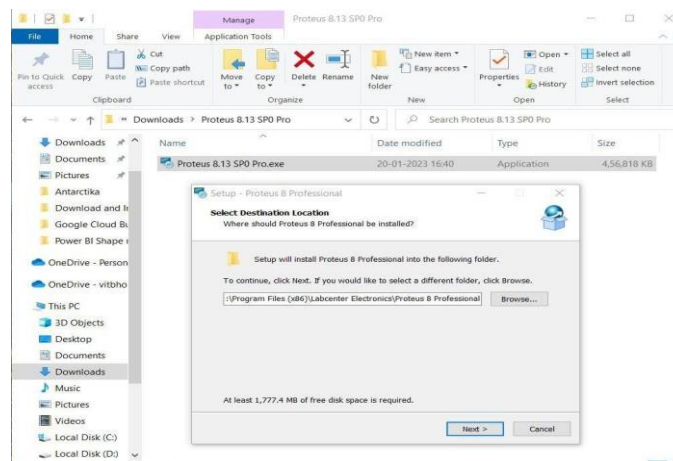 Manage
Proteus 8.13 SP0 Pro
File Home Share View Application Tools
Pin to Quick access
Copy
Paste
Cut
Copy path
Paste shortcut
Clipboard
Move to
Copy to
Delete
Rename
Organize
New folder
New item
Easy access
New
Properties
Open
Edit
History
Open
Select all
Select none
Invert selection
Select
« Downloads > Proteus 8.13 SP0 Pro
Search Proteus 8.13 SP0 Pro
Name Date modified Type Size
Proteus 8.13 SP0 Pro.exe 20-01-2023 16:40 Application 4,56,818 KB
Downloads
Documents
Pictures
Antarctika
Download and
Google Cloud
Power BI Shape
OneDrive - Person
OneDrive - vitbho
This PC
3D Objects
Desktop
Documents
Downloads
Music
Pictures
Videos
Local Disk (C:)
Local Disk (D:)
Setup - Proteus 8 Professional
Select Destination Location
Where should Proteus 8 Professional be installed?
Setup will install Proteus 8 Professional into the following folder.
To continue, click Next. If you would like to select a different folder, click Browse.
:\Program Files (x86)\Labcenter Electronics\Proteus 8 Professional
Browse...
At least 1,777.4 MB of free disk space is required.
Next >
Cancel